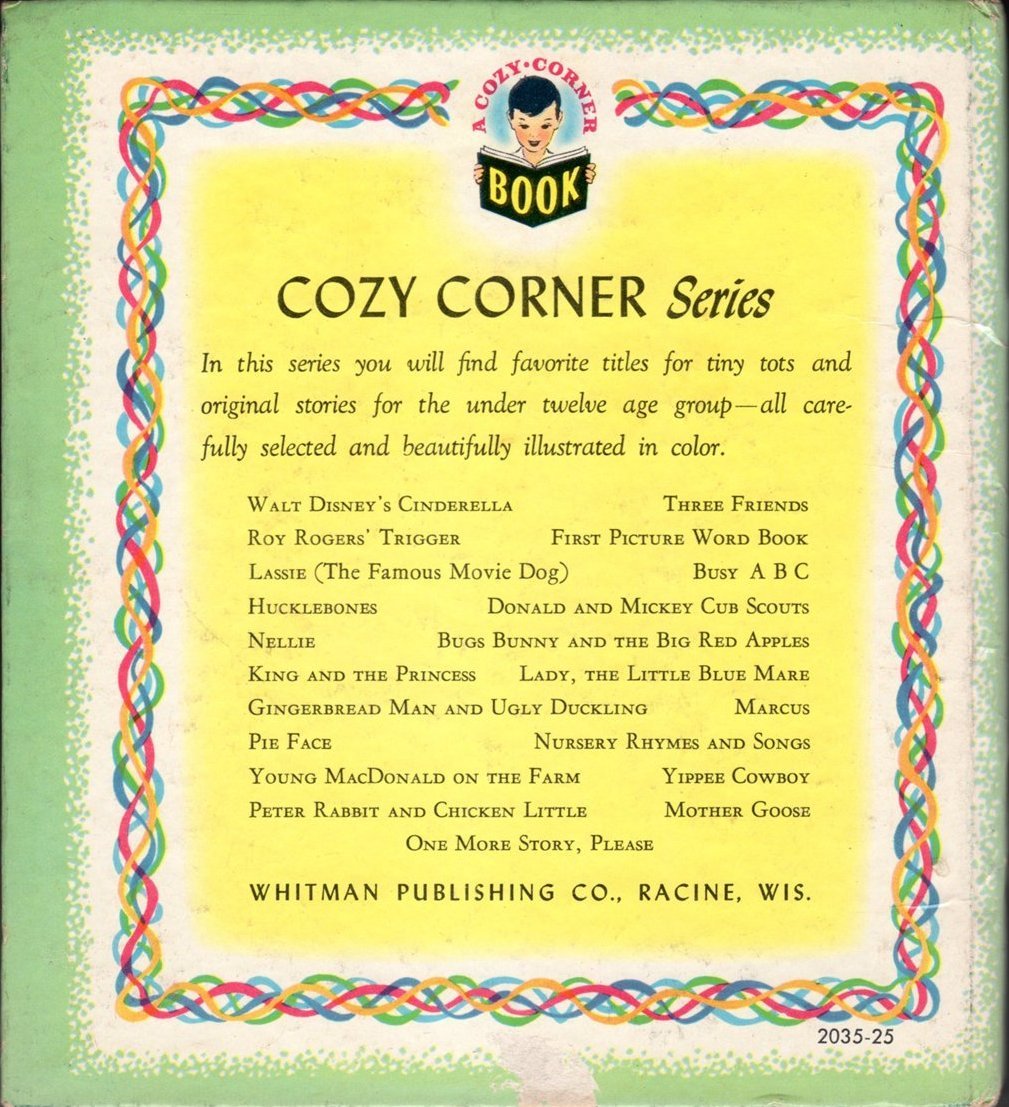 A COZY·CORNER
BOOK
COZY CORNER Series
In this series you will find favorite titles for tiny tots and
original stories for the under twelve age group—all care-
fully selected and beautifully illustrated in color.
WALT DISNEY'S CINDERELLA THREE FRIENDS
ROY ROGERS' TRIGGER FIRST PICTURE WORD BOOK
LASSIE (The Famous Movie Dog) BUSY A B C
HUCKLEBONES DONALD AND MICKEY CUB SCOUTS
NELLIE BUGS BUNNY AND THE BIG RED APPLES
KING AND THE PRINCESS LADY, THE LITTLE BLUE MARE
GINGERBREAD MAN AND UGLY DUCKLING MARCUS
PIE FACE NURSERY RHYMES AND SONGS
YOUNG MACDONALD ON THE FARM YIPPEE COWBOY
PETER RABBIT AND CHICKEN LITTLE MOTHER GOOSE
ONE MORE STORY, PLEASE
WHITMAN PUBLISHING CO., RACINE, WIS.
2035-25